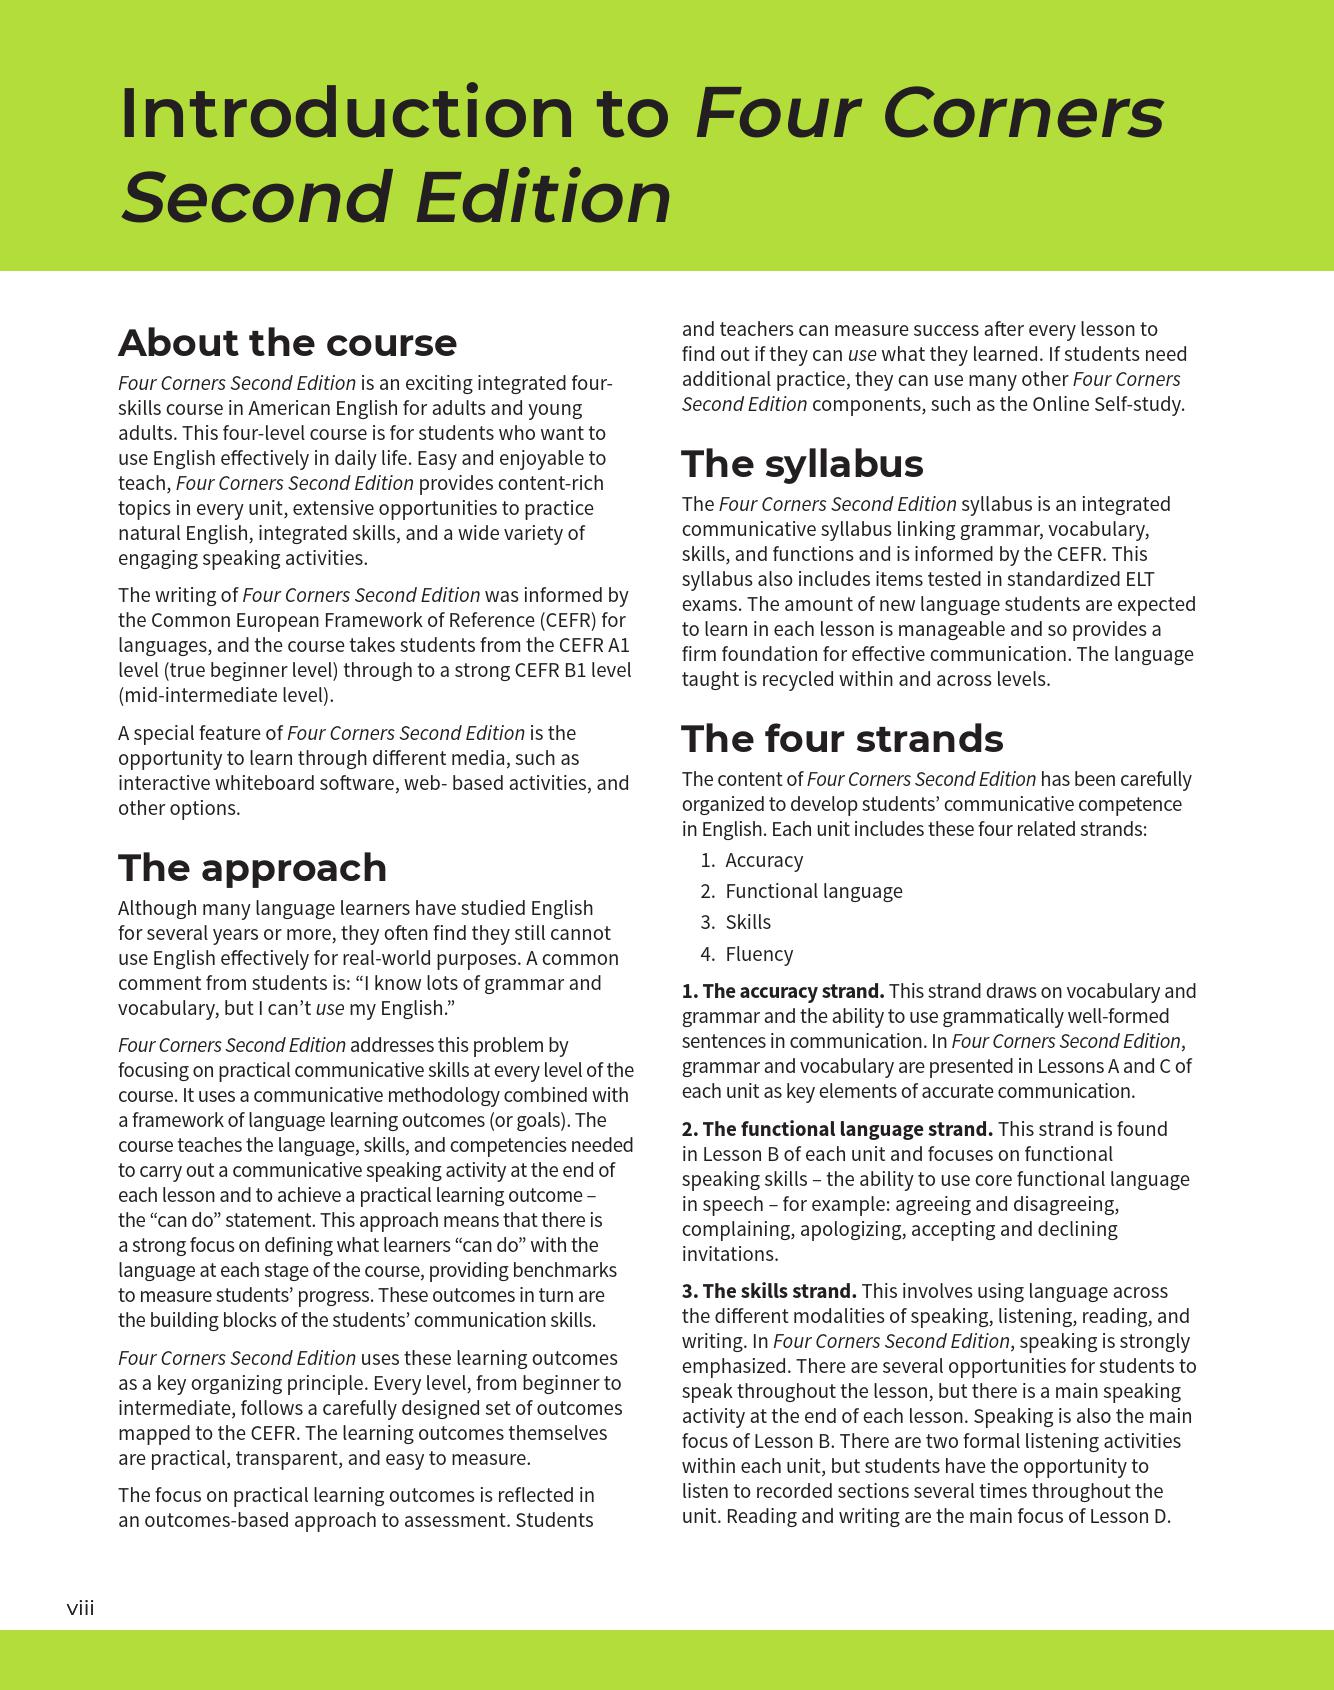 Introduction to Four Corners
Second Edition
About the course
Four Corners Second Edition is an exciting integrated four-
skills course in American English for adults and young
adults. This four-level course is for students who want to
use English effectively in daily life. Easy and enjoyable to
teach, Four Corners Second Edition provides content-rich
topics in every unit, extensive opportunities to practice
natural English, integrated skills, and a wide variety of
engaging speaking activities.
The writing of Four Corners Second Edition was informed by
the Common European Framework of Reference (CEFR) for
languages, and the course takes students from the CEFR A1
level (true beginner level) through to a strong CEFR B1 level
(mid-intermediate level).
A special feature of Four Corners Second Edition is the
opportunity to learn through different media, such as
interactive whiteboard software, web- based activities, and
other options.
The approach
Although many language learners have studied English
for several years or more, they often find they still cannot
use English effectively for real-world purposes. A common
comment from students is: “I know lots of grammar and
vocabulary, but I can’t use my English.”
Four Corners Second Edition addresses this problem by
focusing on practical communicative skills at every level of the
course. It uses a communicative methodology combined with
a framework of language learning outcomes (or goals). The
course teaches the language, skills, and competencies needed
to carry out a communicative speaking activity at the end of
each lesson and to achieve a practical learning outcome –
the “can do” statement. This approach means that there is
a strong focus on defining what learners “can do” with the
language at each stage of the course, providing benchmarks
to measure students’ progress. These outcomes in turn are
the building blocks of the students’ communication skills.
Four Corners Second Edition uses these learning outcomes
as a key organizing principle. Every level, from beginner to
intermediate, follows a carefully designed set of outcomes
mapped to the CEFR. The learning outcomes themselves
are practical, transparent, and easy to measure.
The focus on practical learning outcomes is reflected in
an outcomes-based approach to assessment. Students
and teachers can measure success after every lesson to
find out if they can use what they learned. If students need
additional practice, they can use many other Four Corners
Second Edition components, such as the Online Self-study.
The syllabus
The Four Corners Second Edition syllabus is an integrated
communicative syllabus linking grammar, vocabulary,
skills, and functions and is informed by the CEFR. This
syllabus also includes items tested in standardized ELT
exams. The amount of new language students are expected
to learn in each lesson is manageable and so provides a
firm foundation for effective communication. The language
taught is recycled within and across levels.
The four strands
The content of Four Corners Second Edition has been carefully
organized to develop students’ communicative competence
in English. Each unit includes these four related strands:
1. Accuracy
2. Functional language
3. Skills
4. Fluency
1. The accuracy strand. This strand draws on vocabulary and
grammar and the ability to use grammatically well-formed
sentences in communication. In Four Corners Second Edition,
grammar and vocabulary are presented in Lessons A and C of
each unit as key elements of accurate communication.
2. The functional language strand. This strand is found
in Lesson B of each unit and focuses on functional
speaking skills – the ability to use core functional language
in speech – for example: agreeing and disagreeing,
complaining, apologizing, accepting and declining
invitations.
3. The skills strand. This involves using language across
the different modalities of speaking, listening, reading, and
writing. In Four Corners Second Edition, speaking is strongly
emphasized. There are several opportunities for students to
speak throughout the lesson, but there is a main speaking
activity at the end of each lesson. Speaking is also the main
focus of Lesson B. There are two formal listening activities
within each unit, but students have the opportunity to
listen to recorded sections several times throughout the
unit. Reading and writing are the main focus of Lesson D.
viii